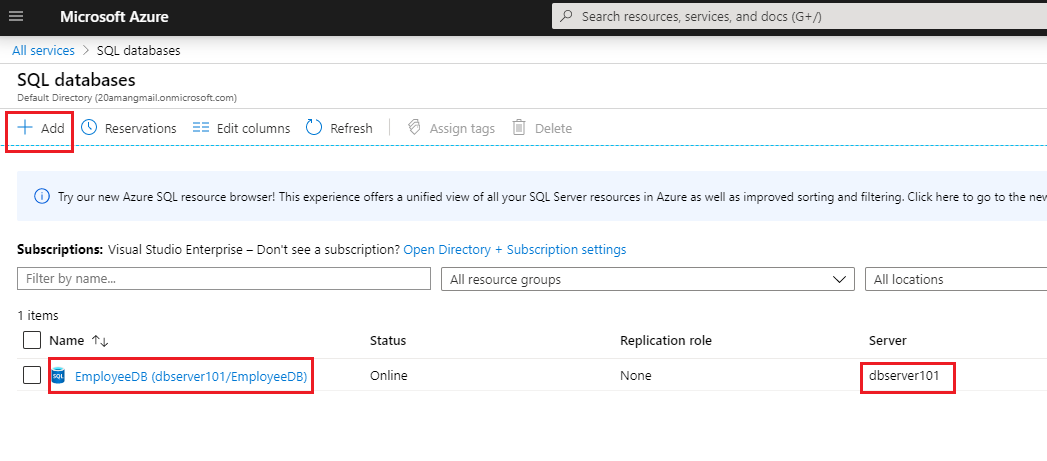 Microsoft Azure Search resources, services, and docs (G+/)
All services > SQL databases
SQL databases
Default Directory (20amangmail.onmicrosoft.com)
Add Reservations Edit columns Refresh Assign tags Delete
Try our new Azure SQL resource browser! This experience offers a unified view of all your SQL Server resources in Azure as well as improved sorting and filtering. Click here to go to the new
Subscriptions: Visual Studio Enterprise – Don't see a subscription? Open Directory + Subscription settings
Filter by name... All resource groups All locations
1 items
Name Status Replication role Server
SQL EmployeeDB (dbserver101/EmployeeDB) Online None dbserver101